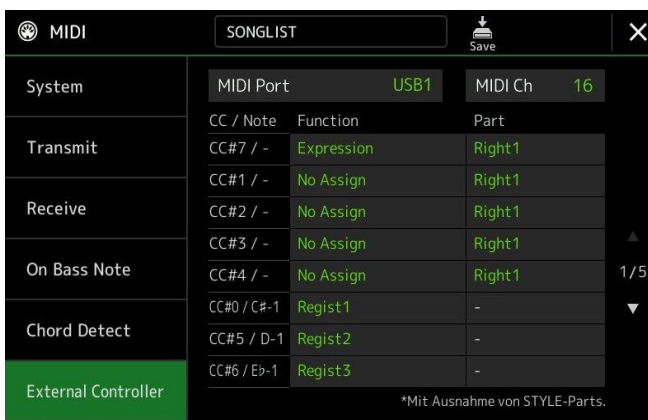 MIDI
SONGLIST
Save
System
Transmit
Receive
On Bass Note
Chord Detect
External Controller
MIDI Port USB1 MIDI Ch 16
CC / Note Function Part
CC#7 / - Expression Right1
CC#1 / - No Assign Right1
CC#2 / - No Assign Right1
CC#3 / - No Assign Right1
CC#4 / - No Assign Right1
CC#0 / C#-1 Regist1 -
CC#5 / D-1 Regist2 -
CC#6 / E♭-1 Regist3 -
1/5
*Mit Ausnahme von STYLE-Parts.